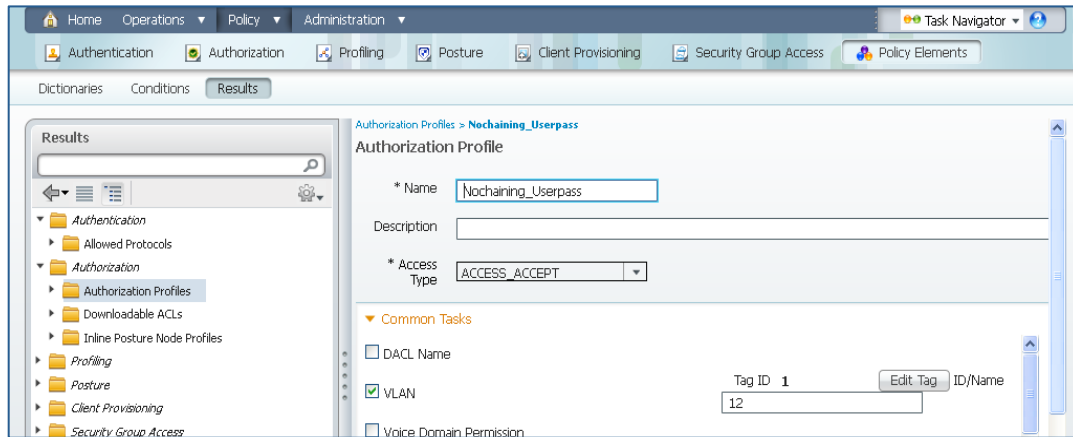 Home Operations ▼ Policy ▼ Administration ▼ Task Navigator ▼
Authentication Authorization Profiling Posture Client Provisioning Security Group Access Policy Elements
Dictionaries Conditions Results
Results
Authentication
Allowed Protocols
Authorization
Authorization Profiles
Downloadable ACLs
Inline Posture Node Profiles
Profiling
Posture
Client Provisioning
Security Group Access
Authorization Profiles > Nochaining_Userpass
Authorization Profile
* Name Nochaining_Userpass
Description
* Access Type ACCESS_ACCEPT
Common Tasks
DACL Name
VLAN Tag ID 1 Edit Tag ID/Name
12
Voice Domain Permission